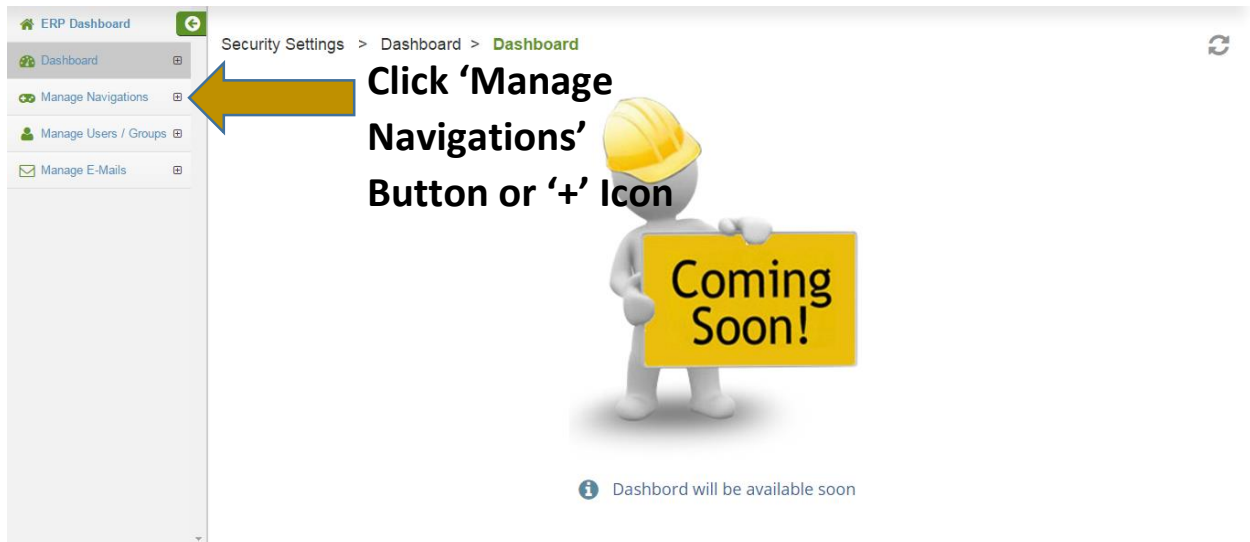 ERP Dashboard
Dashboard
Manage Navigations
Manage Users / Groups
Manage E-Mails
Security Settings > Dashboard > Dashboard
Click ‘Manage
Navigations’
Button or ‘+’ Icon
Coming
Soon!
Dashbord will be available soon